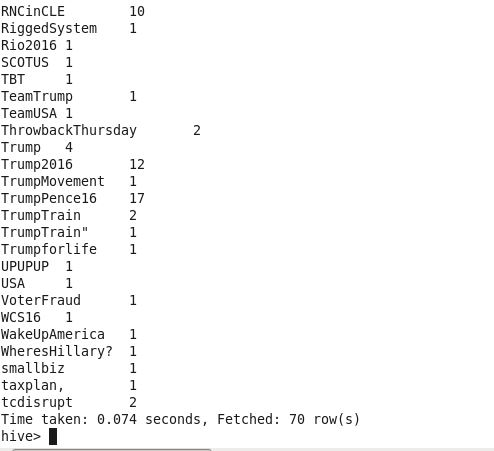 RNCinCLE 10
RiggedSystem 1
Rio2016 1
SCOTUS 1
TBT 1
TeamTrump 1
TeamUSA 1
ThrowbackThursday 2
Trump 4
Trump2016 12
TrumpMovement 1
TrumpPence16 17
TrumpTrain 2
TrumpTrain" 1
Trumpforlife 1
UPUPUP 1
USA 1
VoterFraud 1
WCS16 1
WakeUpAmerica 1
WheresHillary? 1
smallbiz 1
taxplan, 1
tcdisrupt 2
Time taken: 0.074 seconds, Fetched: 70 row(s)
hive>